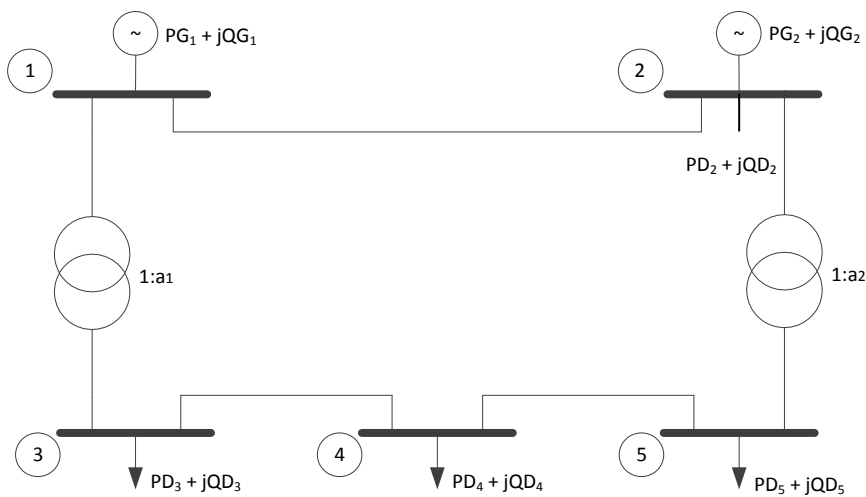 ~ PG₁ + jQG₁
~ PG₂ + jQG₂
1
2
PD₂ + jQD₂
1:a₁
1:a₂
3
4
5
PD₃ + jQD₃
PD₄ + jQD₄
PD₅ + jQD₅